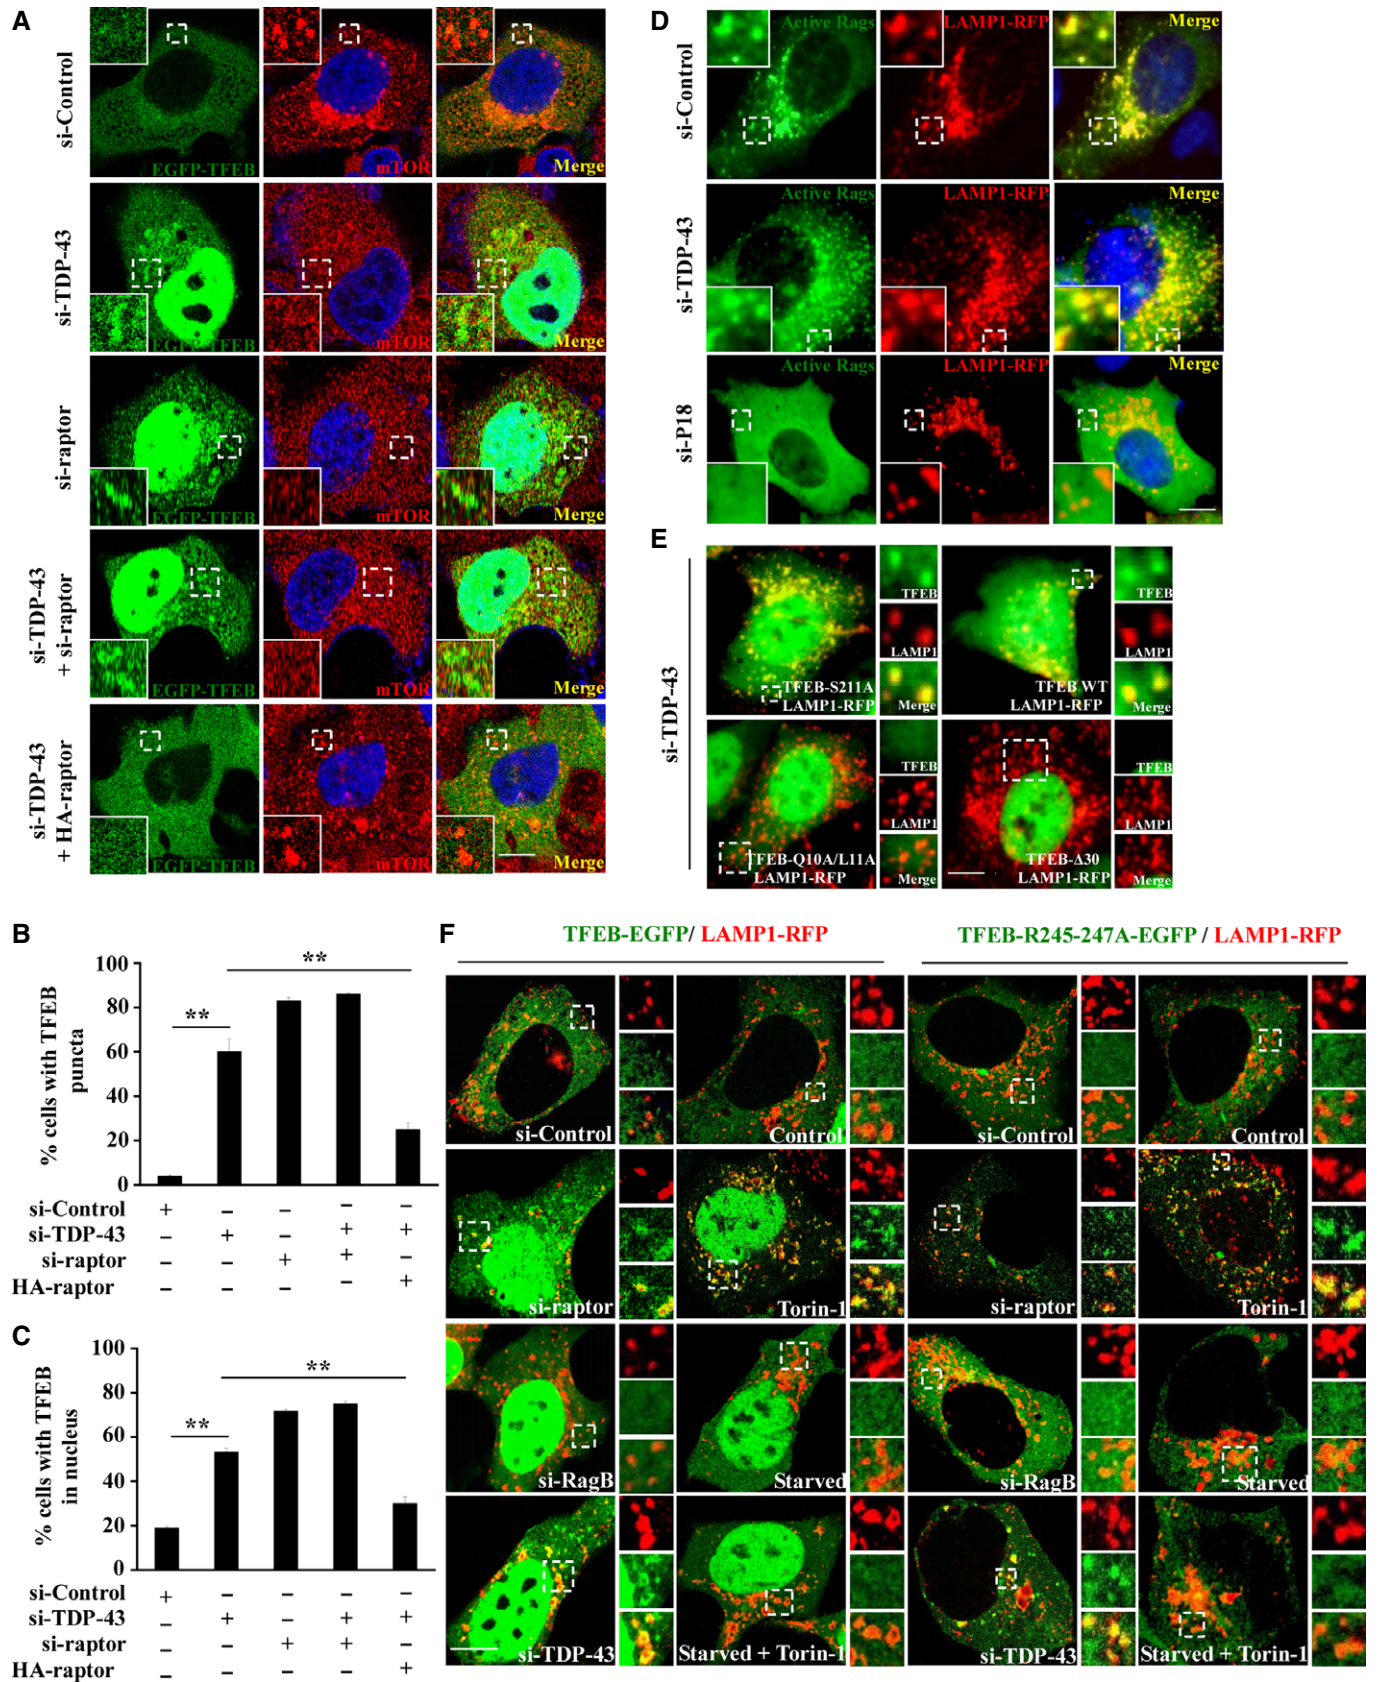 A
si-Control
EGFP-TFEB
mTOR
Merge
si-TDP-43
EGFP-TFEB
mTOR
Merge
si-raptor
EGFP-TFEB
mTOR
Merge
si-TDP-43
+ si-raptor
EGFP-TFEB
mTOR
Merge
si-TDP-43
+ HA-raptor
EGFP-TFEB
mTOR
Merge
D
si-Control
Active Rags
LAMP1-RFP
Merge
si-TDP-43
Active Rags
LAMP1-RFP
Merge
si-P18
Active Rags
LAMP1-RFP
Merge
E
si-TDP-43
TFEB-S211A
LAMP1-RFP
TFEB
LAMP1
Merge
TFEB WT
LAMP1-RFP
TFEB
LAMP1
Merge
TFEB-Q10A/L11A
LAMP1-RFP
TFEB
LAMP1
Merge
TFEB-Δ30
LAMP1-RFP
TFEB
LAMP1
Merge
B
% cells with TFEB
puncta
100
80
60
40
20
0
**
**
si-Control + – – – –
si-TDP-43 – + – + +
si-raptor – – + + –
HA-raptor – – – – +
C
% cells with TFEB
in nucleus
100
80
60
40
20
0
**
**
si-Control + – – – –
si-TDP-43 – + – + +
si-raptor – – + + –
HA-raptor – – – – +
F
TFEB-EGFP/ LAMP1-RFP
TFEB-R245-247A-EGFP / LAMP1-RFP
si-Control
Control
si-Control
Control
si-raptor
Torin-1
si-raptor
Torin-1
si-RagB
Starved
si-RagB
Starved
si-TDP-43
Starved + Torin-1
si-TDP-43
Starved + Torin-1